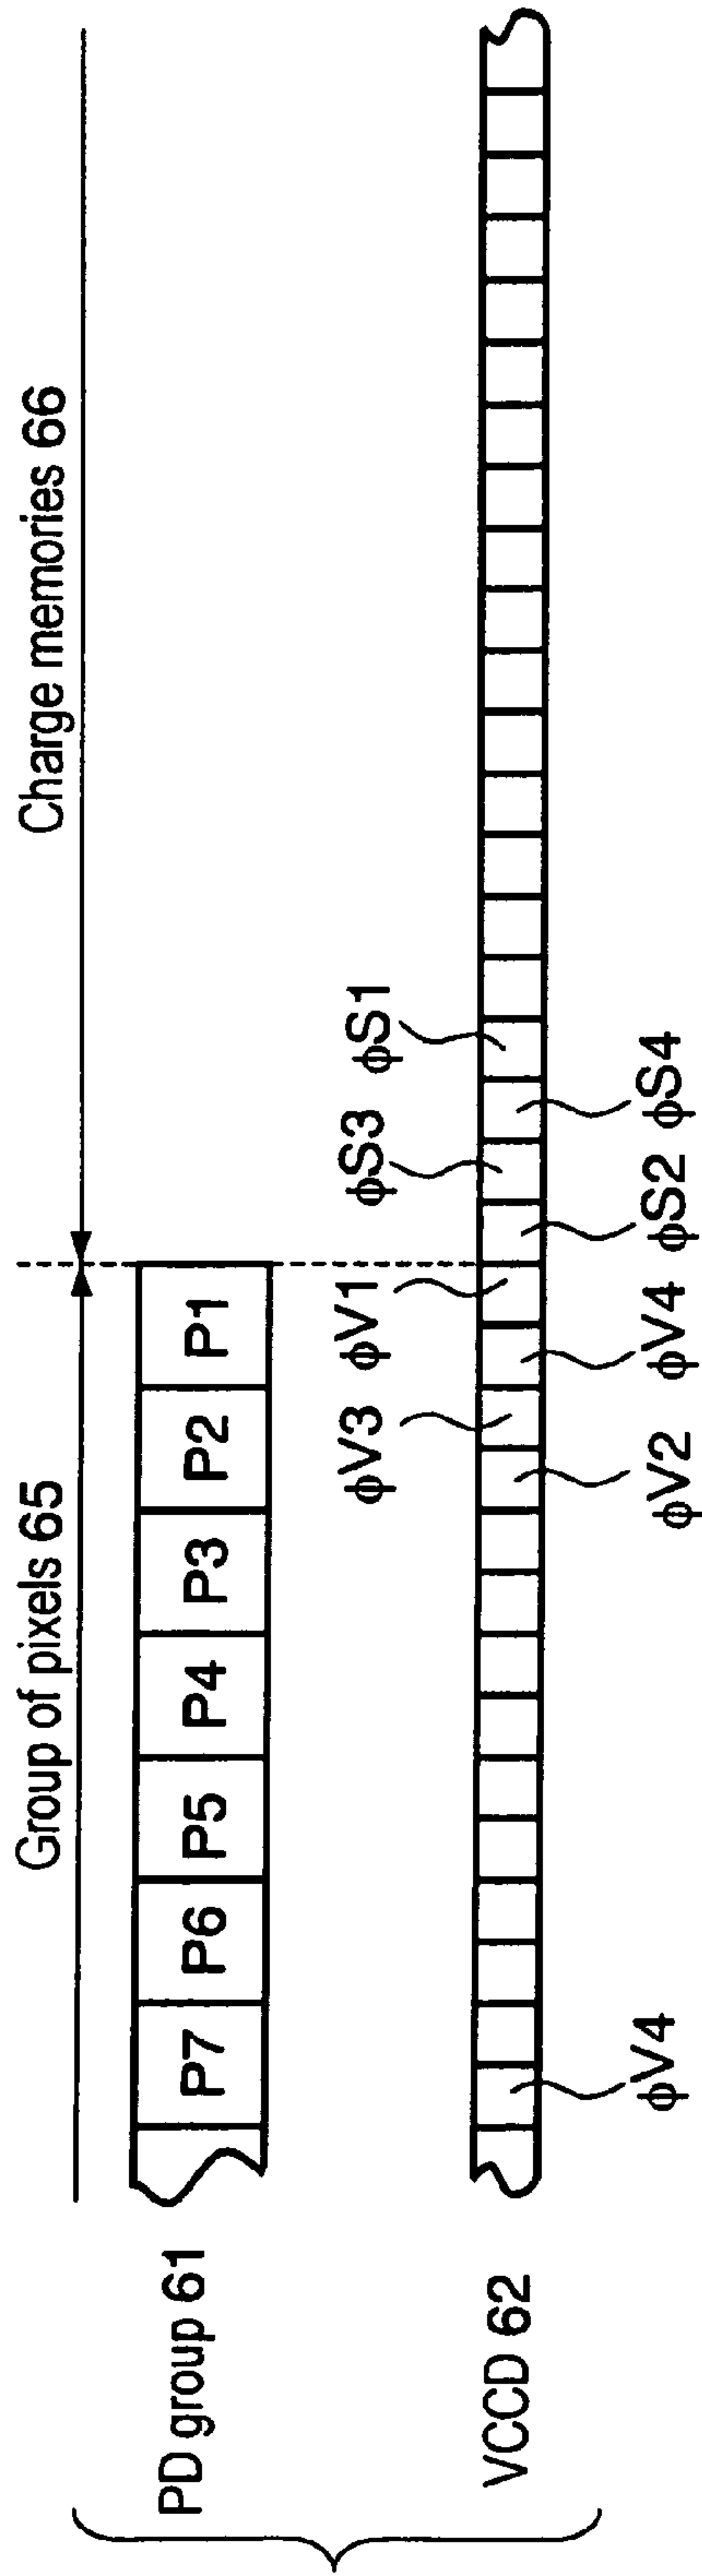 Group of pixels 65
Charge memories 66
PD group 61
P7 P6 P5 P4 P3 P2 P1
ϕV3 ϕV1 ϕS3 ϕS1
VCCD 62
ϕV4 ϕV2 ϕV4 ϕS2 ϕS4